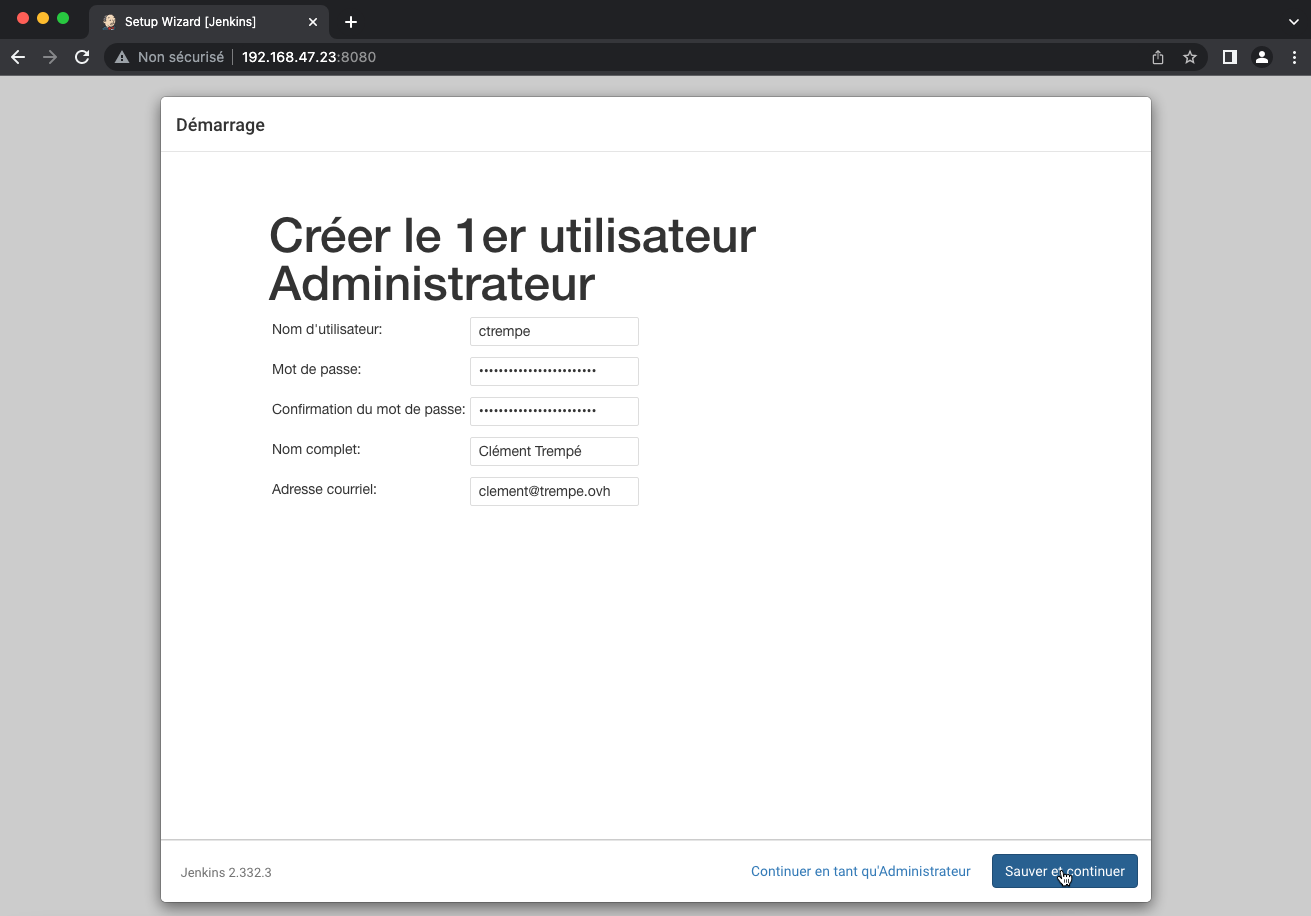 Setup Wizard [Jenkins]
Non sécurisé 192.168.47.23:8080
Démarrage
Créer le 1er utilisateur
Administrateur
Nom d'utilisateur: ctrempe
Mot de passe: ••••••••••••••••••••••••
Confirmation du mot de passe: ••••••••••••••••••••••••
Nom complet: Clément Trempé
Adresse courriel: clement@trempe.ovh
Jenkins 2.332.3 Continuer en tant qu'Administrateur Sauver et continuer